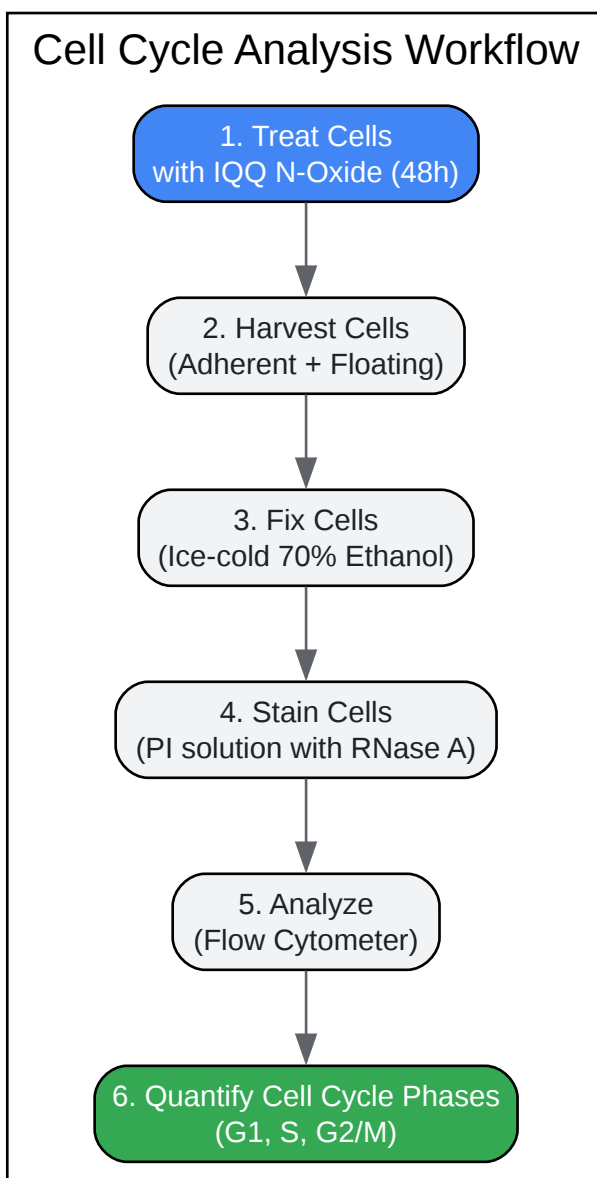 Cell Cycle Analysis Workflow
1. Treat Cells
with IQQ N-Oxide (48h)
2. Harvest Cells
(Adherent + Floating)
3. Fix Cells
(Ice-cold 70% Ethanol)
4. Stain Cells
(PI solution with RNase A)
5. Analyze
(Flow Cytometer)
6. Quantify Cell Cycle Phases
(G1, S, G2/M)